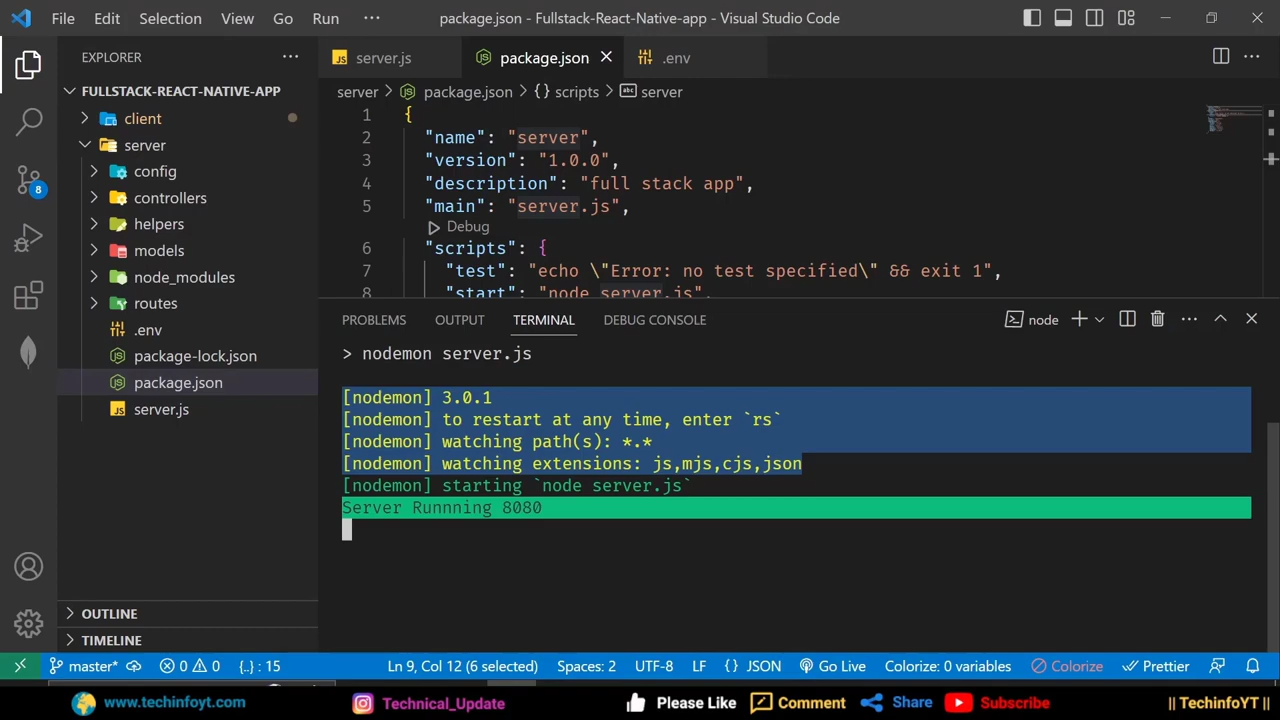 File Edit Selection View Go Run ··· package.json - Fullstack-React-Native-app - Visual Studio Code
EXPLORER ···
server.js package.json .env ···
FULLSTACK-REACT-NATIVE-APP
client
server
config
controllers
helpers
models
node_modules
routes
.env
package-lock.json
package.json
server.js
OUTLINE
TIMELINE
8
server > package.json > {} scripts > abc server
1 {
2 "name": "server",
3 "version": "1.0.0",
4 "description": "full stack app",
5 "main": "server.js",
Debug
6 "scripts": {
7 "test": "echo \"Error: no test specified\" && exit 1",
8 "start": "node server.js",
PROBLEMS OUTPUT TERMINAL DEBUG CONSOLE node ···
> nodemon server.js
[nodemon] 3.0.1
[nodemon] to restart at any time, enter `rs`
[nodemon] watching path(s): *.*
[nodemon] watching extensions: js,mjs,cjs,json
[nodemon] starting `node server.js`
Server Runnning 8080
master* 0 0 {..} : 15 Ln 9, Col 12 (6 selected) Spaces: 2 UTF-8 LF {} JSON Go Live Colorize: 0 variables Colorize Prettier
www.techinfoyt.com Technical_Update Please Like Comment Share Subscribe || TechinfoYT ||